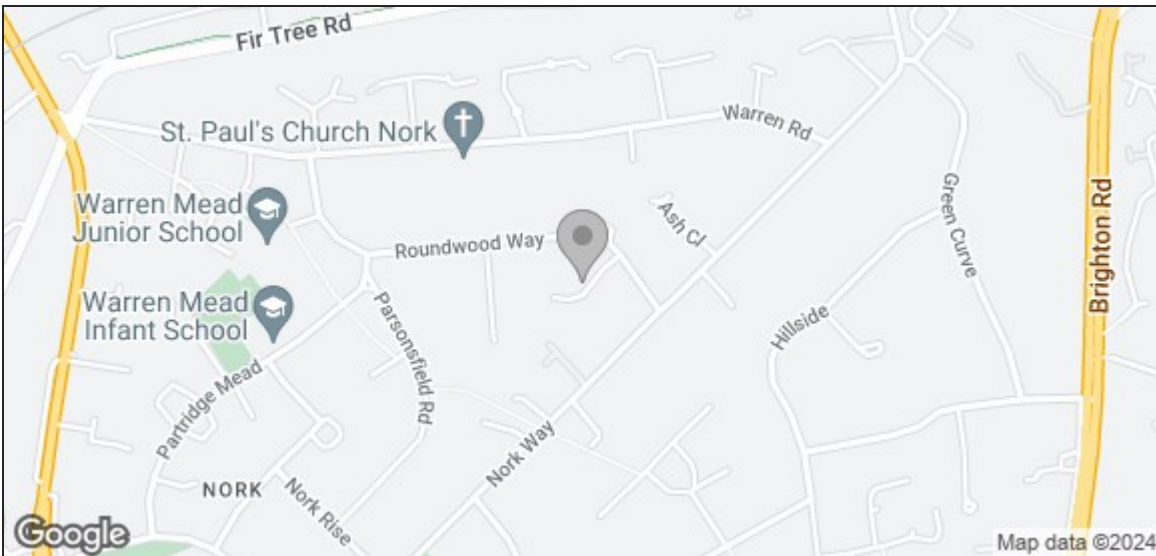 Fir Tree Rd
St. Paul's Church Nork
Warren Rd
Warren Mead
Junior School
Roundwood Way
Ash Cl
Green Curve
Brighton Rd
Warren Mead
Infant School
Parsonsfield Rd
Hillside
Partridge Mead
Nork Way
NORK
Nork Rise
Google
Map data ©2024